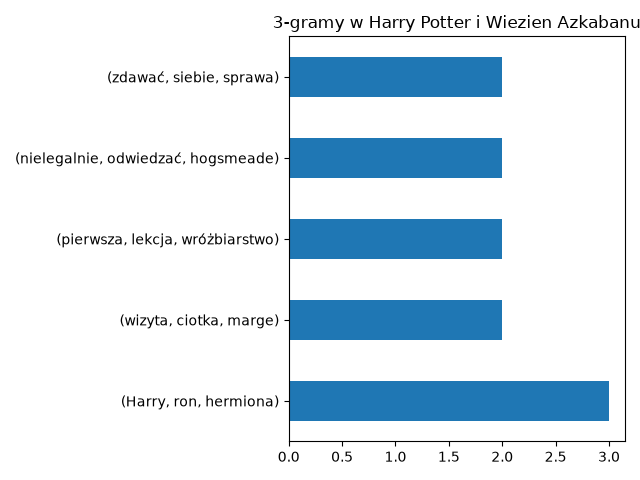 3-gramy w Harry Potter i Wiezien Azkabanu
(zdawać, siebie, sprawa)
(nielegalnie, odwiedzać, hogsmeade)
(pierwsza, lekcja, wróżbiarstwo)
(wizyta, ciotka, marge)
(Harry, ron, hermiona)
0.0 0.5 1.0 1.5 2.0 2.5 3.0